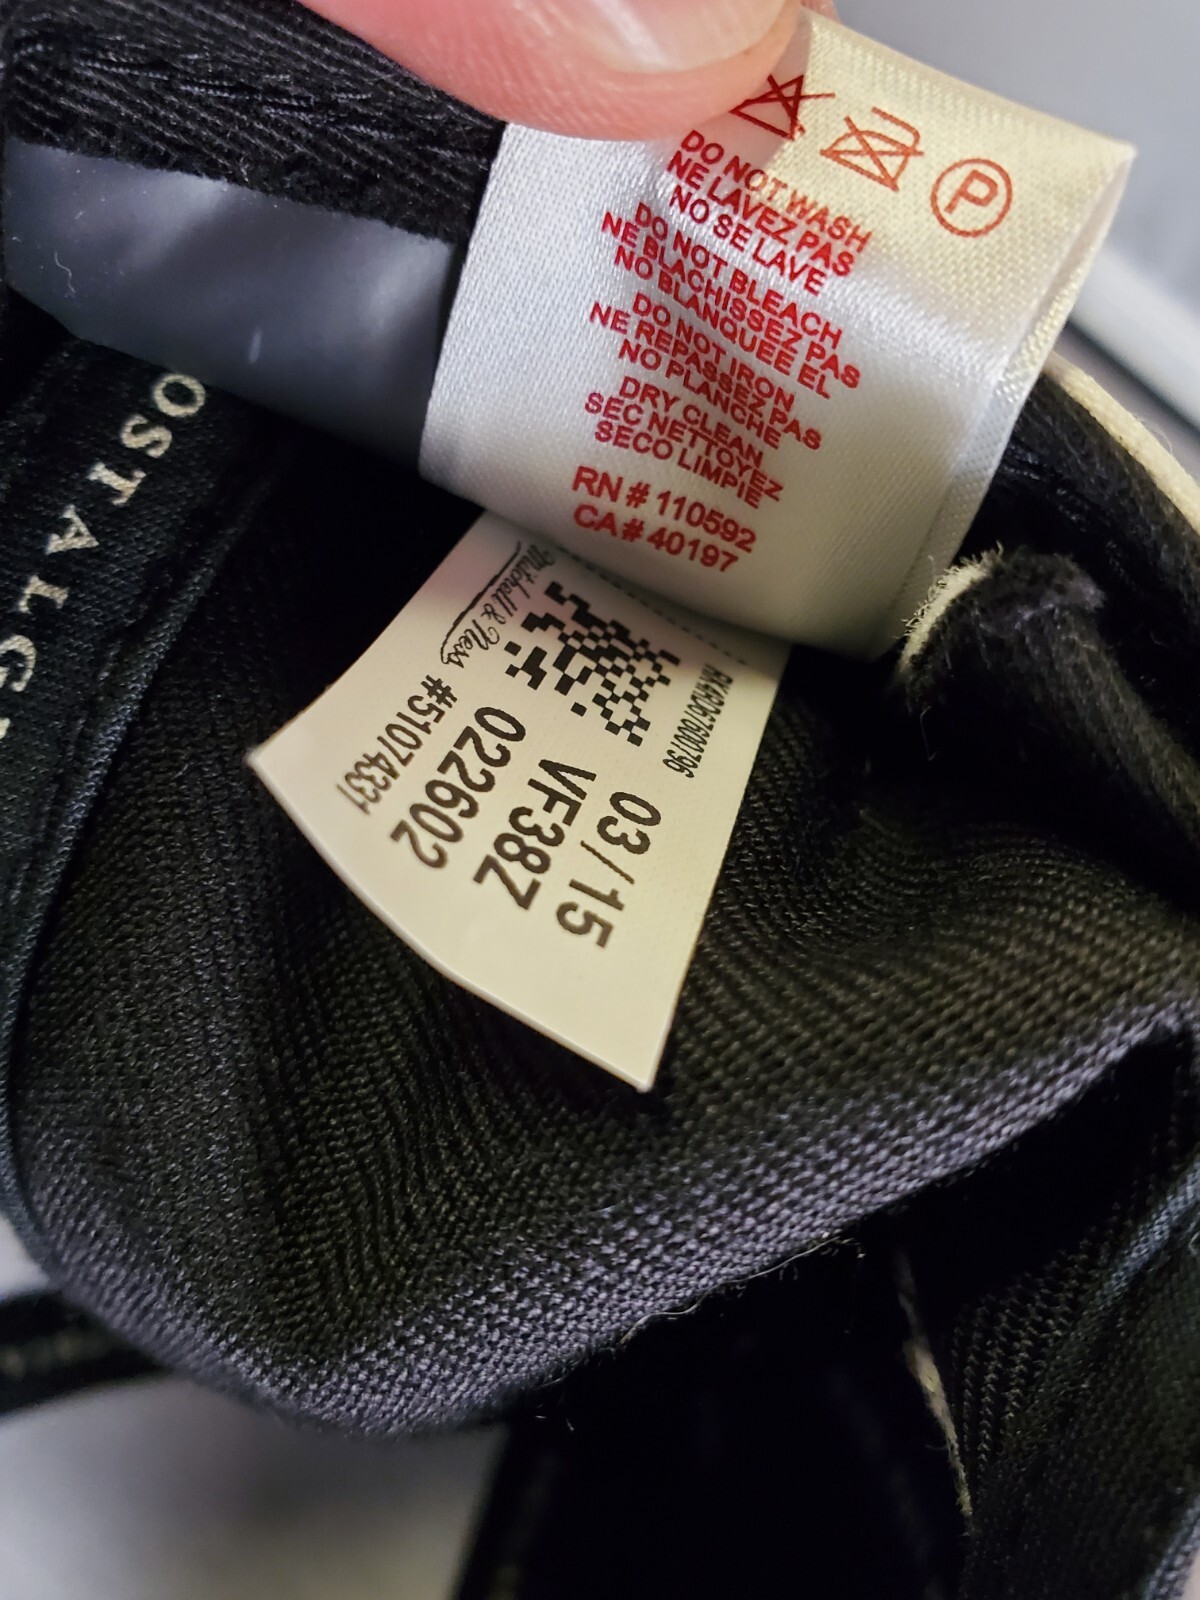 P
DO NOT WASH
NE LAVEZ PAS
NO SE LAVE
DO NOT BLEACH
NE BLACHISSEZ PAS
NO BLANQUEE EL
DO NOT IRON
NE REPASSEZ PAS
NO PLANCHE
DRY CLEAN
SEC NETTOYEZ
SECO LIMPIE
RN # 110592
CA # 40197
Mitchell & Ness
03/15
VF38Z
022602
#51074331
OSTALG